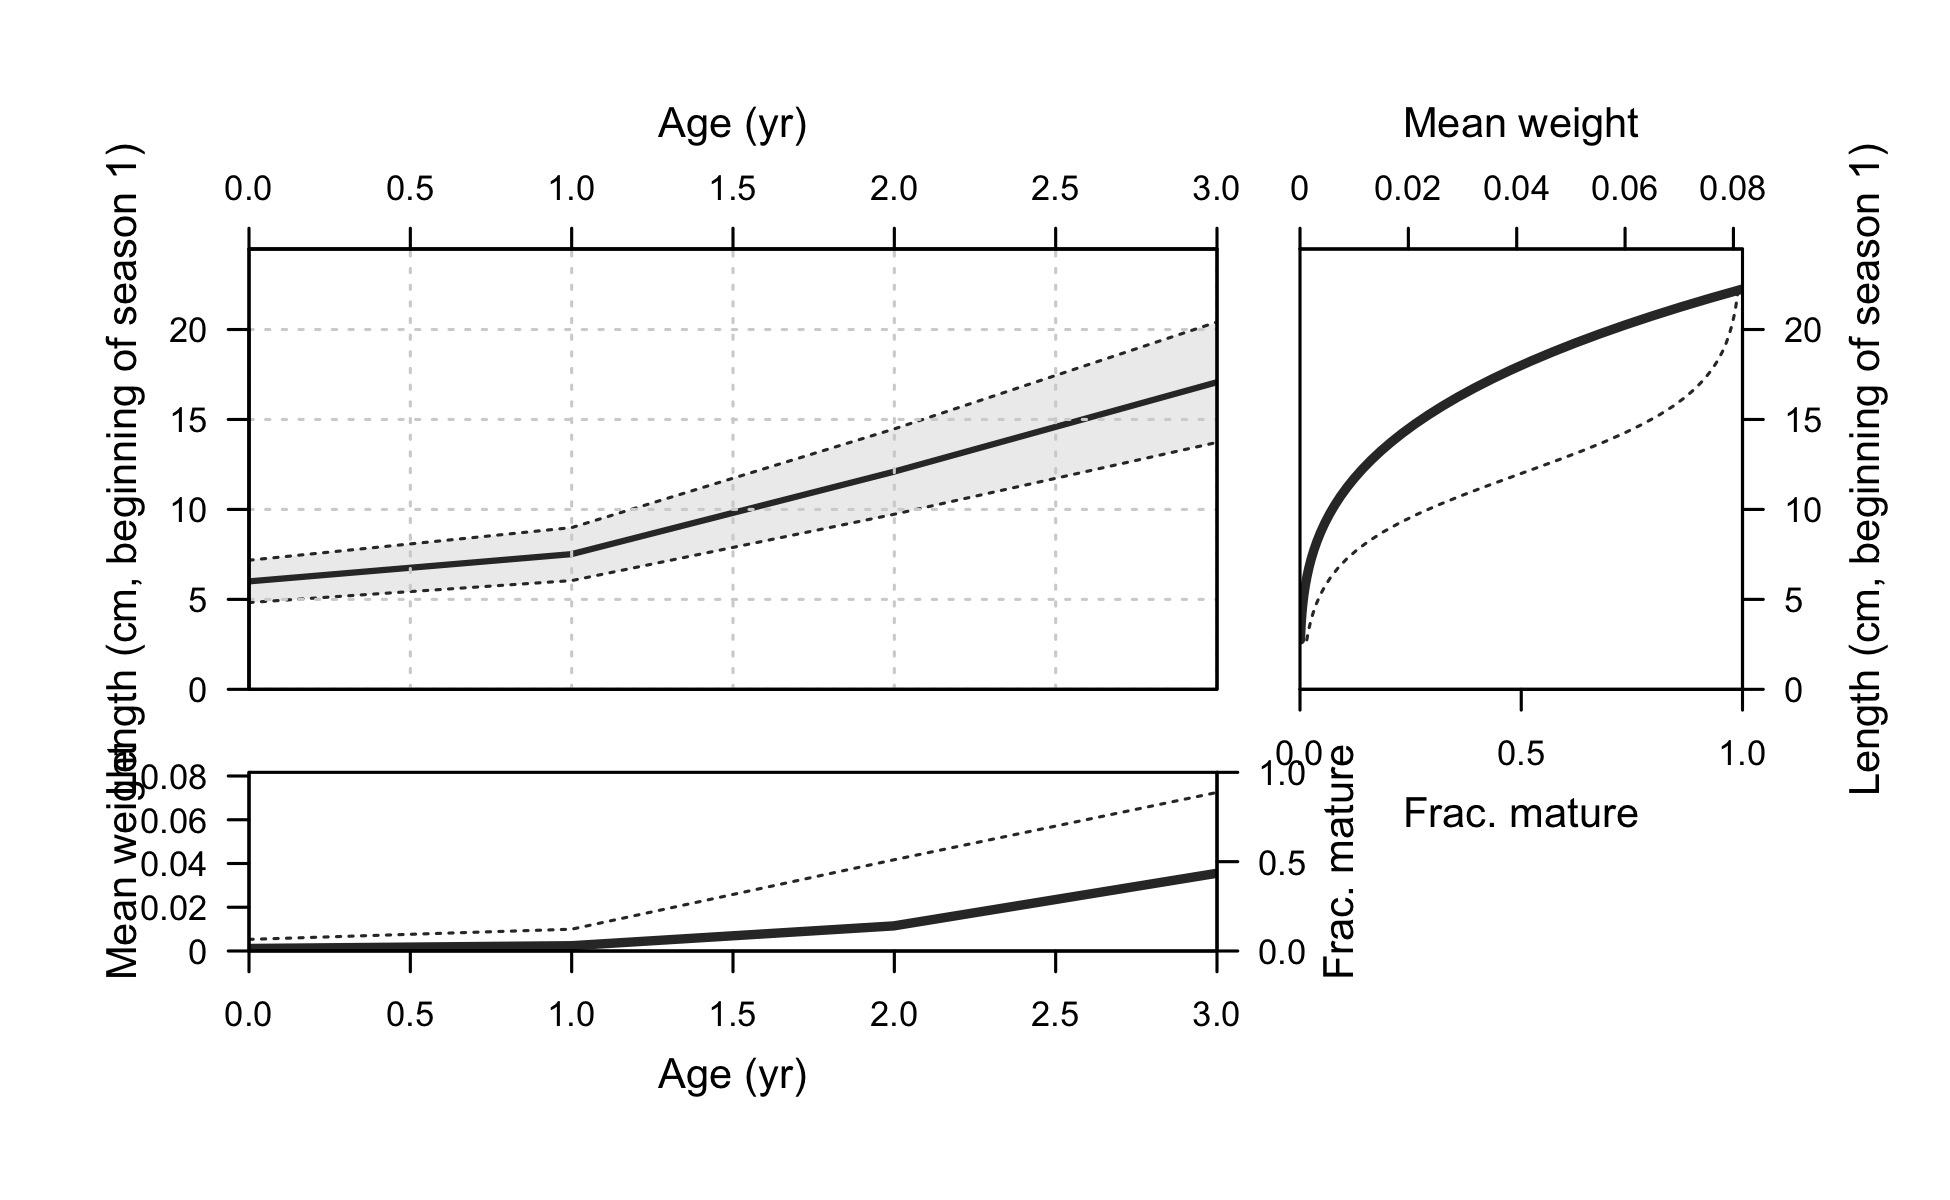 Age (yr)
Mean weight
0.0 0.5 1.0 1.5 2.0 2.5 3.0
0 0.02 0.04 0.06 0.08
Length (cm, beginning of season 1)
20
15
10
5
0
20
15
10
5
0
Length (cm, beginning of season 1)
0.0 0.5 1.0
Frac. mature
Mean weight
0.08
0.06
0.04
0.02
0
1.0
0.5
0.0
Frac. mature
0.0 0.5 1.0 1.5 2.0 2.5 3.0
Age (yr)